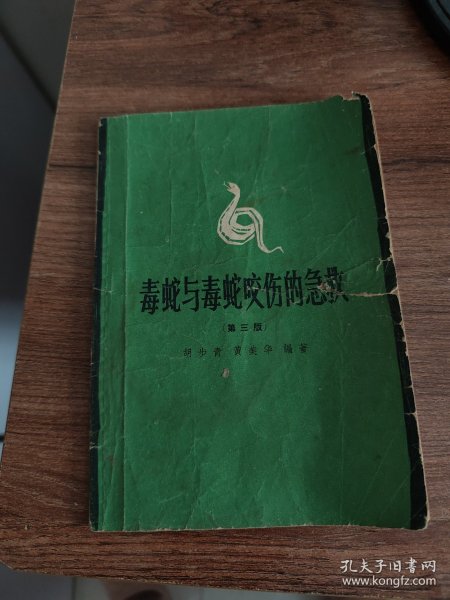 毒蛇与毒蛇咬伤的急救
（第三版）
胡步青 黄美华 编著
孔夫子旧书网
www.kongfz.com